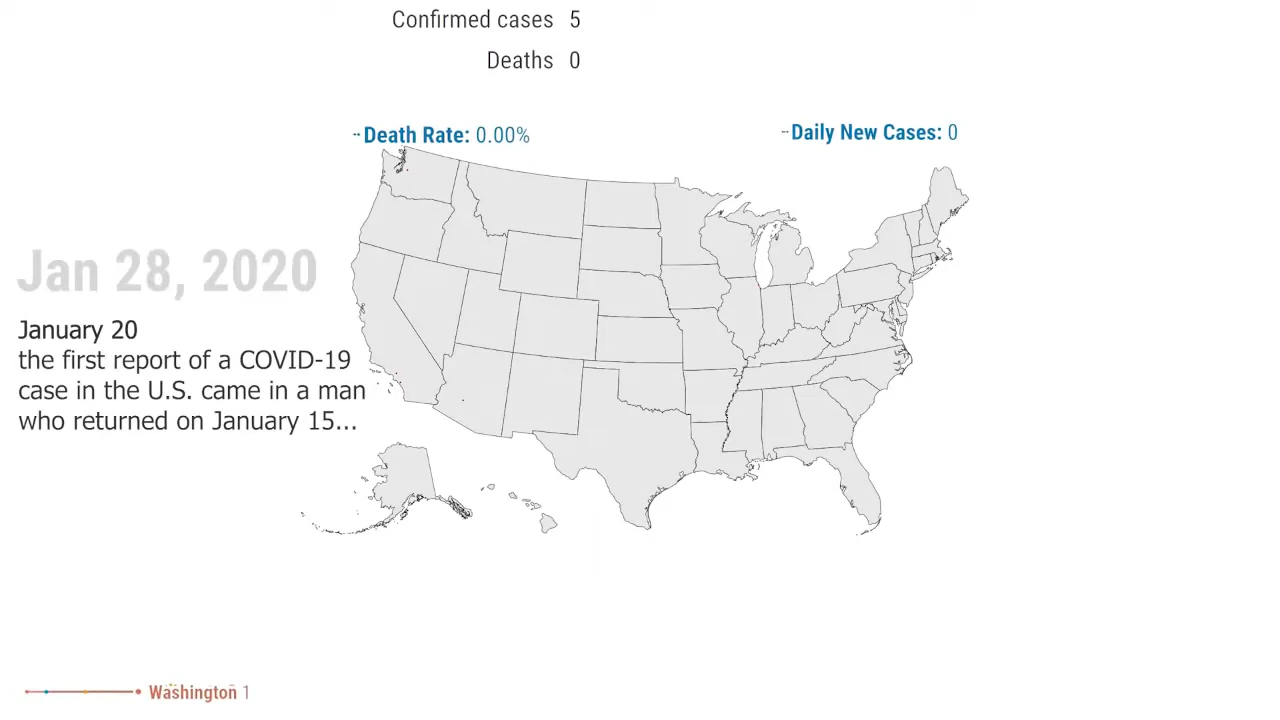 Confirmed cases 5
Deaths 0
Death Rate: 0.00%
Daily New Cases: 0
Jan 28, 2020
January 20
the first report of a COVID-19
case in the U.S. came in a man
who returned on January 15...
Washington 1